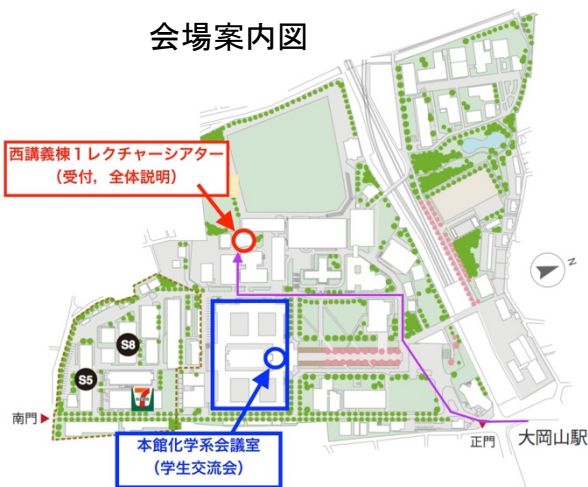 会場案内図
西講義棟1レクチャーシアター
(受付, 全体説明)
N
S8
S5
7
南門
本館化学系会議室
(学生交流会)
正門
大岡山駅